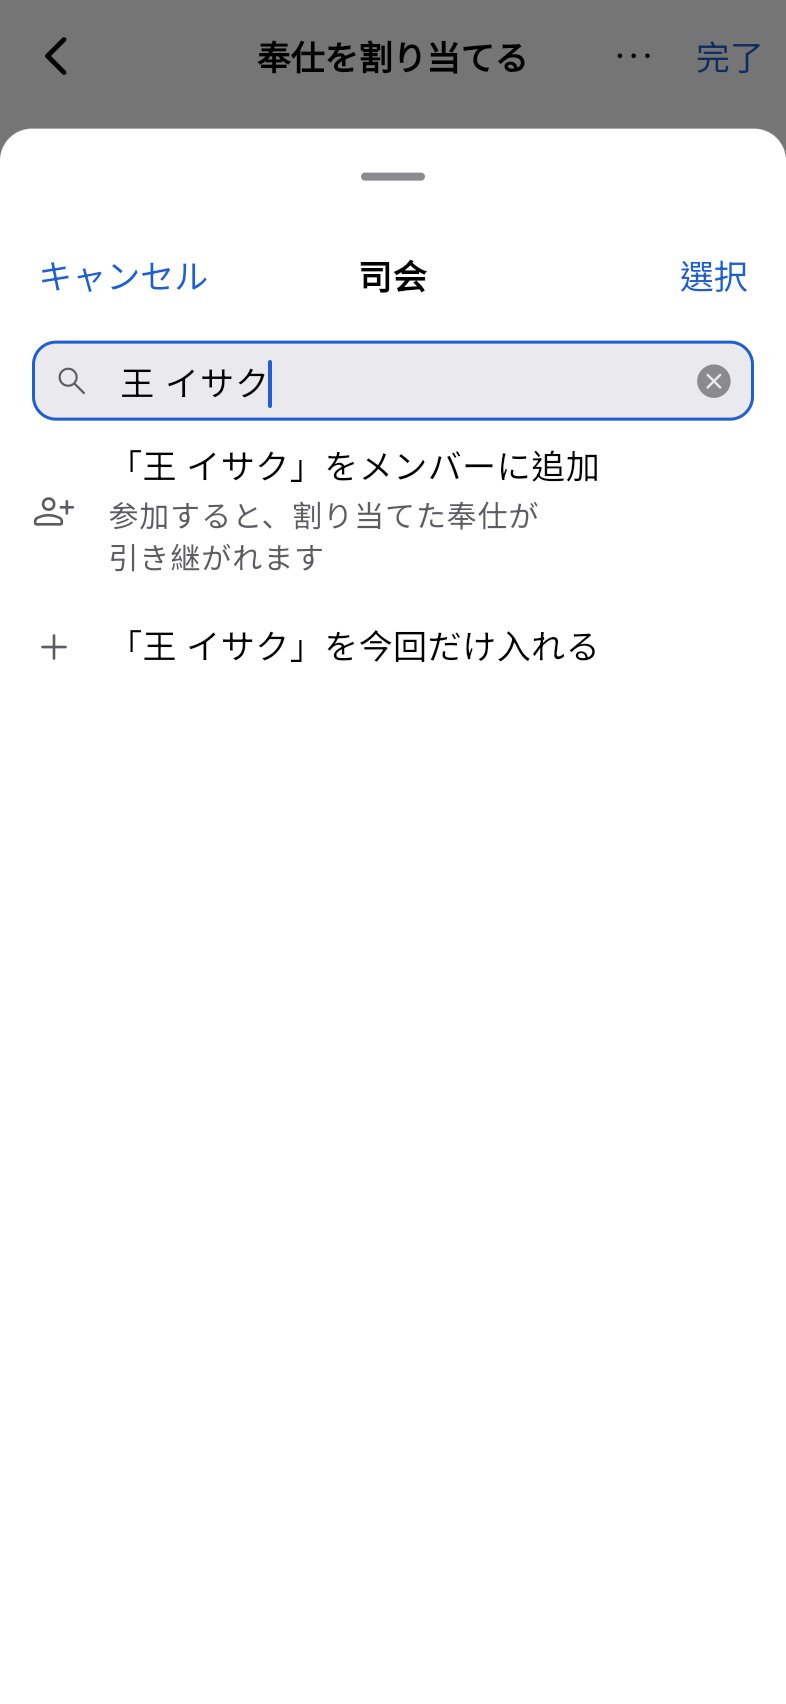 奉仕を割り当てる ... 完了
キャンセル 司会 選択
王 イサク
「王 イサク」をメンバーに追加
参加すると、割り当てた奉仕が
引き継がれます
「王 イサク」を今回だけ入れる